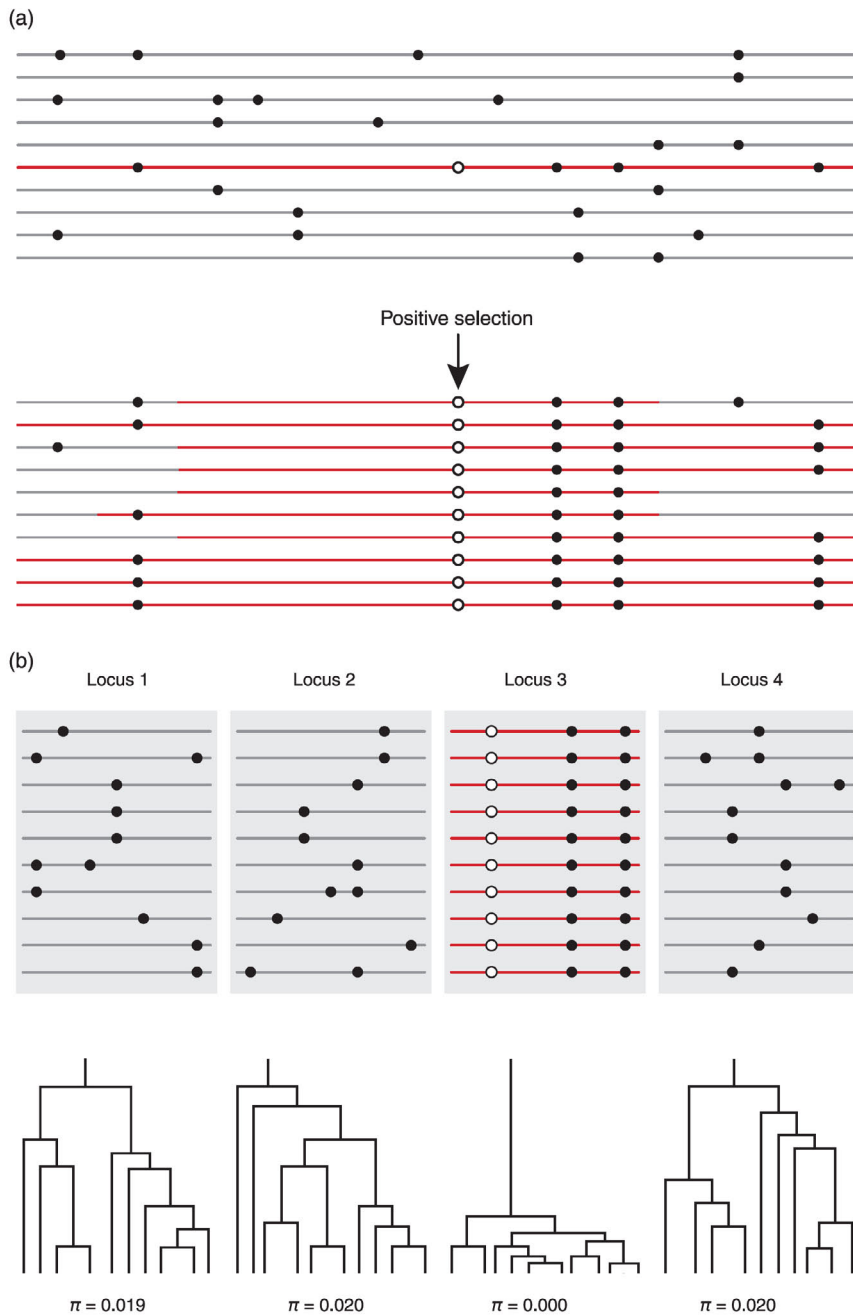 (a)
Positive selection
(b)
Locus 1 Locus 2 Locus 3 Locus 4
π = 0.019 π = 0.020 π = 0.000 π = 0.020